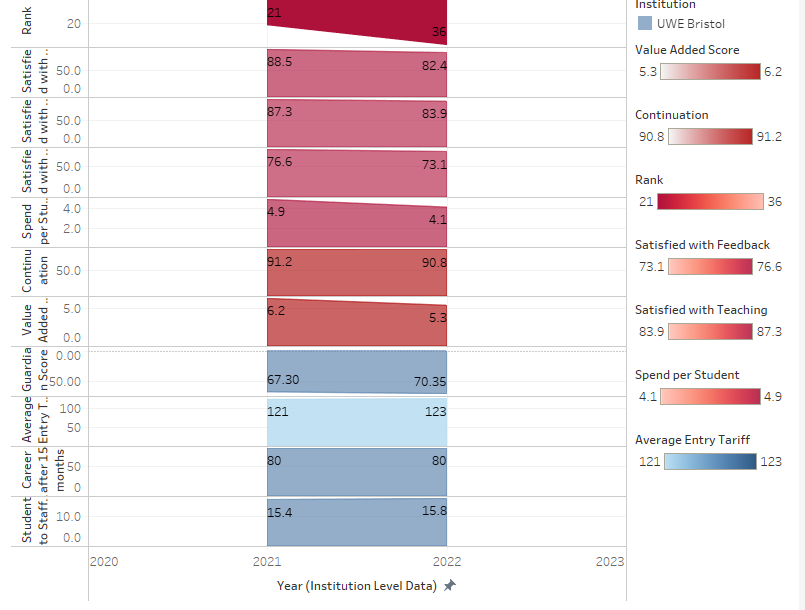 Rank
20
21
36
Satisfie
d with ..
50.0
0.0
88.5
82.4
Satisfie
d with ..
50.0
0.0
87.3
83.9
Satisfie
d with ..
50.0
0.0
76.6
73.1
Spend
per Stu..
4.0
2.0
4.9
4.1
Continu
ation
50.0
91.2
90.8
Value
Added ..
5.0
0.0
6.2
5.3
Guardia
n Score
0.00
50.00
67.30
70.35
Average
Entry T..
100
50
121
123
Career
after 15
months
50
0
80
80
Student
to Staff..
10.0
0.0
15.4
15.8
2020
2021
2022
2023
Year (Institution Level Data)
Institution
UWE Bristol
Value Added Score
5.3
6.2
Continuation
90.8
91.2
Rank
21
36
Satisfied with Feedback
73.1
76.6
Satisfied with Teaching
83.9
87.3
Spend per Student
4.1
4.9
Average Entry Tariff
121
123